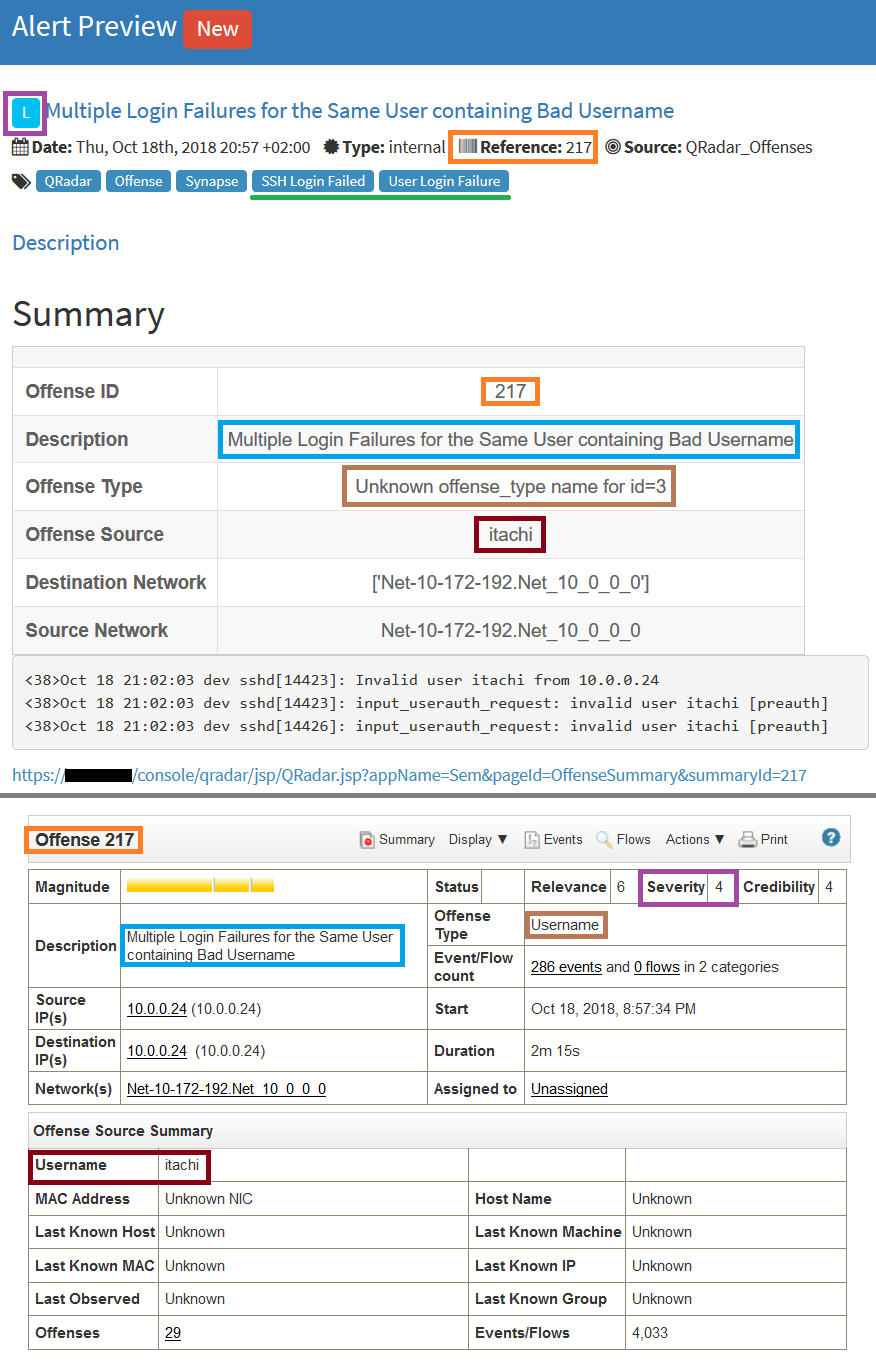 Alert Preview New
L Multiple Login Failures for the Same User containing Bad Username
Date: Thu, Oct 18th, 2018 20:57 +02:00 Type: internal Reference: 217 Source: QRadar_Offenses
QRadar Offense Synapse SSH Login Failed User Login Failure
Description
Summary
Offense ID 217
Description Multiple Login Failures for the Same User containing Bad Username
Offense Type Unknown offense_type name for id=3
Offense Source itachi
Destination Network ['Net-10-172-192.Net_10_0_0_0']
Source Network Net-10-172-192.Net_10_0_0_0
<38>Oct 18 21:02:03 dev sshd[14423]: Invalid user itachi from 10.0.0.24
<38>Oct 18 21:02:03 dev sshd[14423]: input_userauth_request: invalid user itachi [preauth]
<38>Oct 18 21:02:03 dev sshd[14426]: input_userauth_request: invalid user itachi [preauth]
https:// /console/qradar/jsp/QRadar.jsp?appName=Sem&pageId=OffenseSummary&summaryId=217
Offense 217 Summary Display Events Flows Actions Print ?
Magnitude Status Relevance 6 Severity 4 Credibility 4
Description Multiple Login Failures for the Same User
containing Bad Username
Offense
Type Username
Event/Flow
count 286 events and 0 flows in 2 categories
Source
IP(s) 10.0.0.24 (10.0.0.24) Start Oct 18, 2018, 8:57:34 PM
Destination
IP(s) 10.0.0.24 (10.0.0.24) Duration 2m 15s
Network(s) Net-10-172-192.Net_10_0_0_0 Assigned to Unassigned
Offense Source Summary
Username itachi
MAC Address Unknown NIC Host Name Unknown
Last Known Host Unknown Last Known Machine Unknown
Last Known MAC Unknown Last Known IP Unknown
Last Observed Unknown Last Known Group Unknown
Offenses 29 Events/Flows 4,033